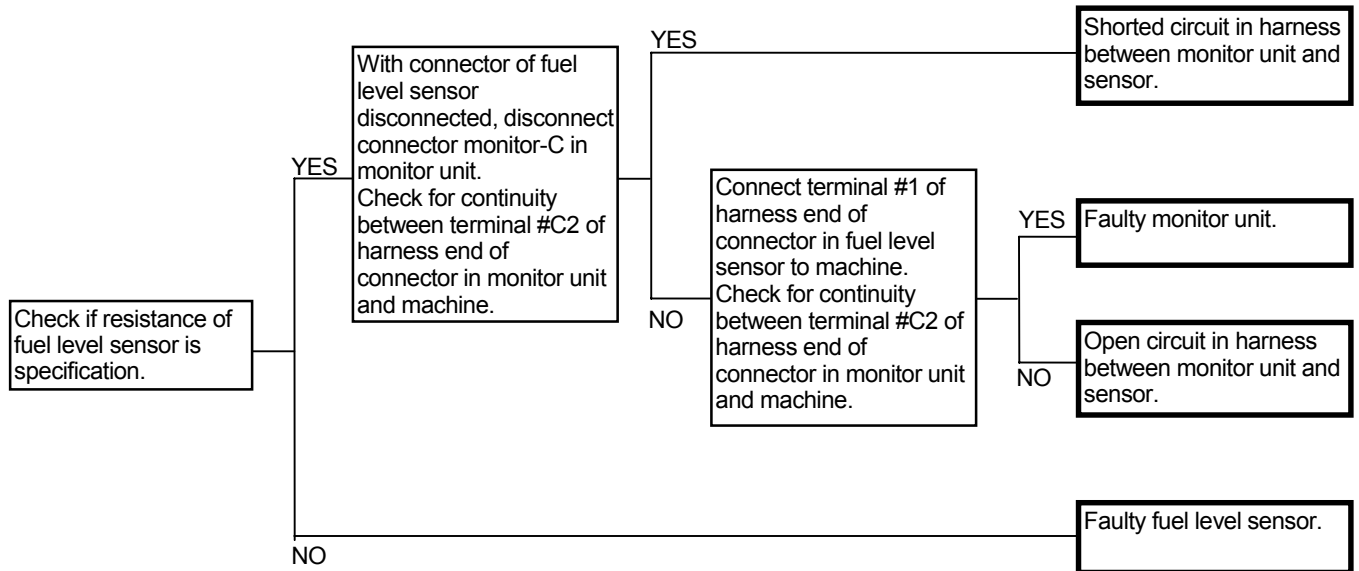 Check if resistance of
fuel level sensor is
specification.
YES
With connector of fuel
level sensor
disconnected, disconnect
connector monitor-C in
monitor unit.
Check for continuity
between terminal #C2 of
harness end of
connector in monitor unit
and machine.
YES
Shorted circuit in harness
between monitor unit and
sensor.
NO
Connect terminal #1 of
harness end of
connector in fuel level
sensor to machine.
Check for continuity
between terminal #C2 of
harness end of
connector in monitor unit
and machine.
YES
Faulty monitor unit.
NO
Open circuit in harness
between monitor unit and
sensor.
NO
Faulty fuel level sensor.